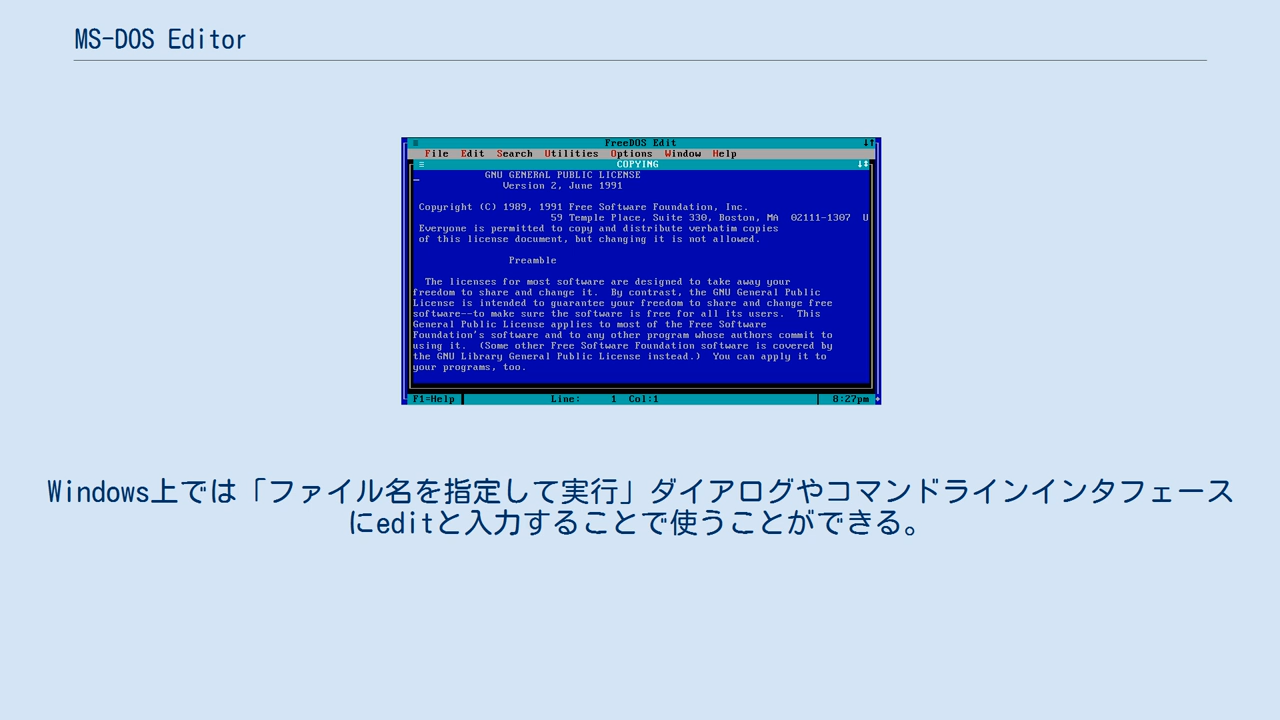 MS-DOS Editor
FreeDOS Edit
File Edit Search Utilities Options Window Help
COPYING
GNU GENERAL PUBLIC LICENSE
Version 2, June 1991
Copyright (C) 1989, 1991 Free Software Foundation, Inc.
59 Temple Place, Suite 330, Boston, MA 02111-1307 U
Everyone is permitted to copy and distribute verbatim copies
of this license document, but changing it is not allowed.
Preamble
The licenses for most software are designed to take away your
freedom to share and change it. By contrast, the GNU General Public
License is intended to guarantee your freedom to share and change free
software--to make sure the software is free for all its users. This
General Public License applies to most of the Free Software
Foundation's software and to any other program whose authors commit to
using it. (Some other Free Software Foundation software is covered by
the GNU Library General Public License instead.) You can apply it to
your programs, too.
F1=Help Line: 1 Col:1 8:27pm
Windows上では「ファイル名を指定して実行」ダイアログやコマンドラインインタフェース
にeditと入力することで使うことができる。